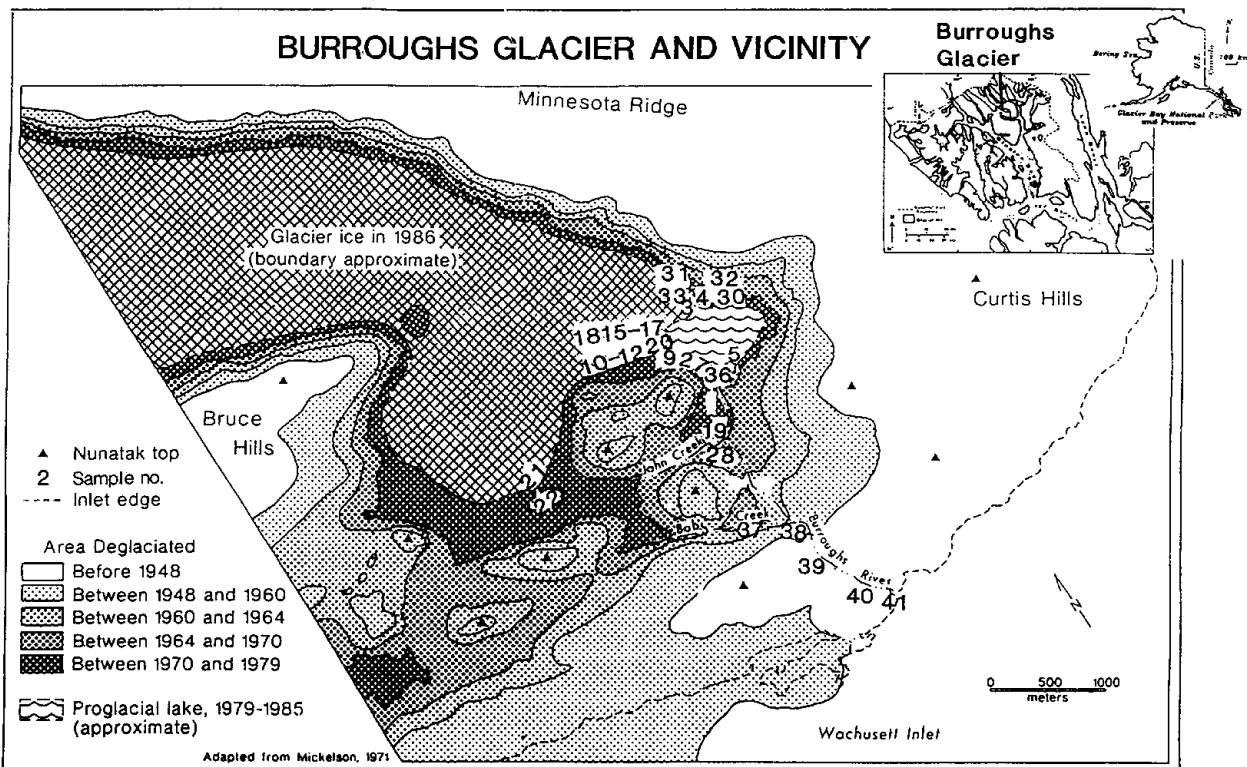 BURROUGHS GLACIER AND VICINITY
Burroughs
Glacier
Bering Sea
U.S.
Canada
N
Glacier Bay National
and Preserve
Minnesota Ridge
Glacier ice in 1986
(boundary approximate)
Curtis Hills
31
32
33
4
30
3
18
15-17
20
10-12
9
2
5
36
1
19
John Creek
28
21
22
Bob Creek
37
38
Burroughs River
39
40
41
Bruce
Hills
Nunatak top
2 Sample no.
Inlet edge
Area Deglaciated
Before 1948
Between 1948 and 1960
Between 1960 and 1964
Between 1964 and 1970
Between 1970 and 1979
Proglacial lake, 1979-1985
(approximate)
Adapted from Mickelson, 1971
N
0 500 1000
meters
Wachusett Inlet